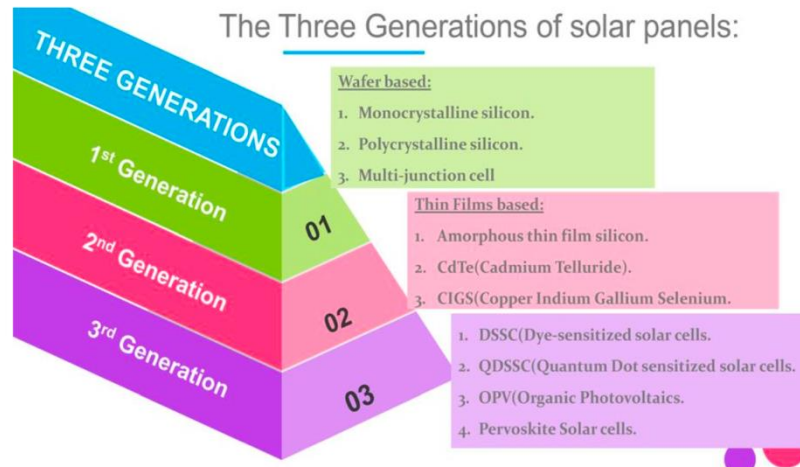 The Three Generations of solar panels:
THREE GENERATIONS
1st Generation
2nd Generation
3rd Generation
01
02
03
Wafer based:
1. Monocrystalline silicon.
2. Polycrystalline silicon.
3. Multi-junction cell
Thin Films based:
1. Amorphous thin film silicon.
2. CdTe(Cadmium Telluride).
3. CIGS(Copper Indium Gallium Selenium.
1. DSSC(Dye-sensitized solar cells.
2. QDSSC(Quantum Dot sensitized solar cells.
3. OPV(Organic Photovoltaics.
4. Pervoskite Solar cells.